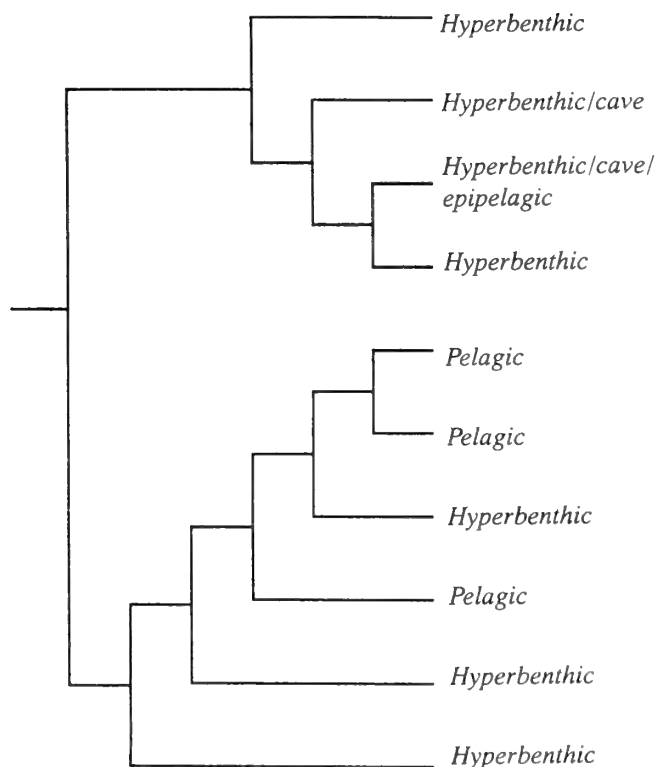 Hyperbenthic
Hyperbenthic/cave
Hyperbenthic/cave/
epipelagic
Hyperbenthic
Pelagic
Pelagic
Hyperbenthic
Pelagic
Hyperbenthic
Hyperbenthic